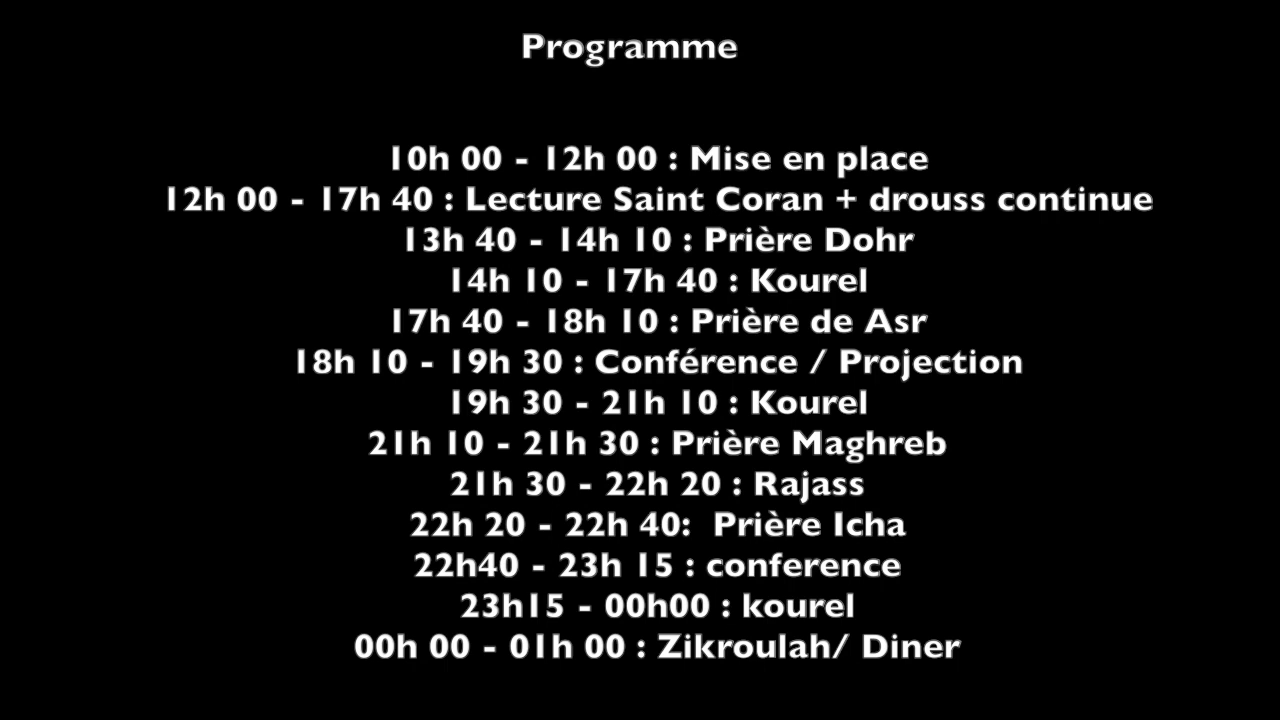 Programme
10h 00 - 12h 00 : Mise en place
12h 00 - 17h 40 : Lecture Saint Coran + drouss continue
13h 40 - 14h 10 : Prière Dohr
14h 10 - 17h 40 : Kourel
17h 40 - 18h 10 : Prière de Asr
18h 10 - 19h 30 : Conférence / Projection
19h 30 - 21h 10 : Kourel
21h 10 - 21h 30 : Prière Maghreb
21h 30 - 22h 20 : Rajass
22h 20 - 22h 40:  Prière Icha
22h40 - 23h 15 : conference
23h15 - 00h00 : kourel
00h 00 - 01h 00 : Zikroulah/ Diner